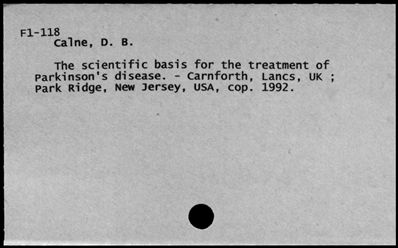 F1-118
Calne, D. B.
The scientific basis for the treatment of
Parkinson's disease. - Carnforth, Lancs, UK ;
Park Ridge, New Jersey, USA, cop. 1992.